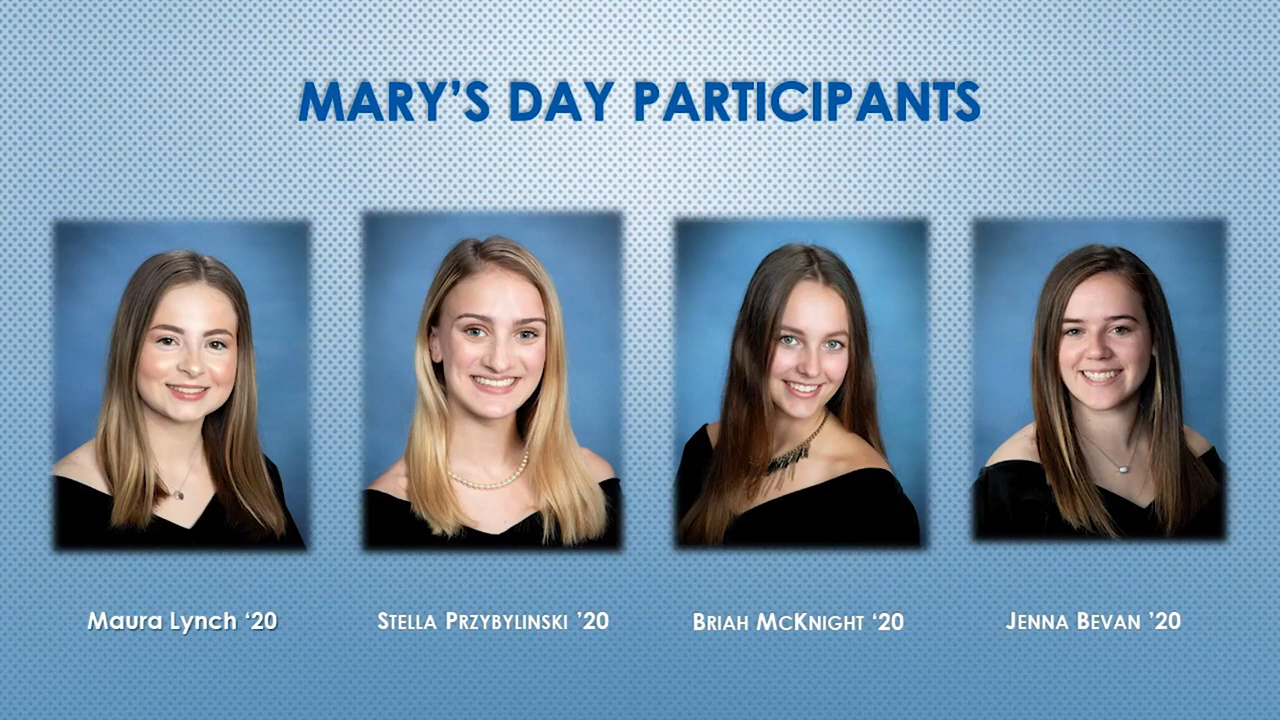 MARY’S DAY PARTICIPANTS
Maura Lynch ‘20
STELLA PRZYBYLINSKI ’20
BRIAH MCKNIGHT ‘20
JENNA BEVAN ’20